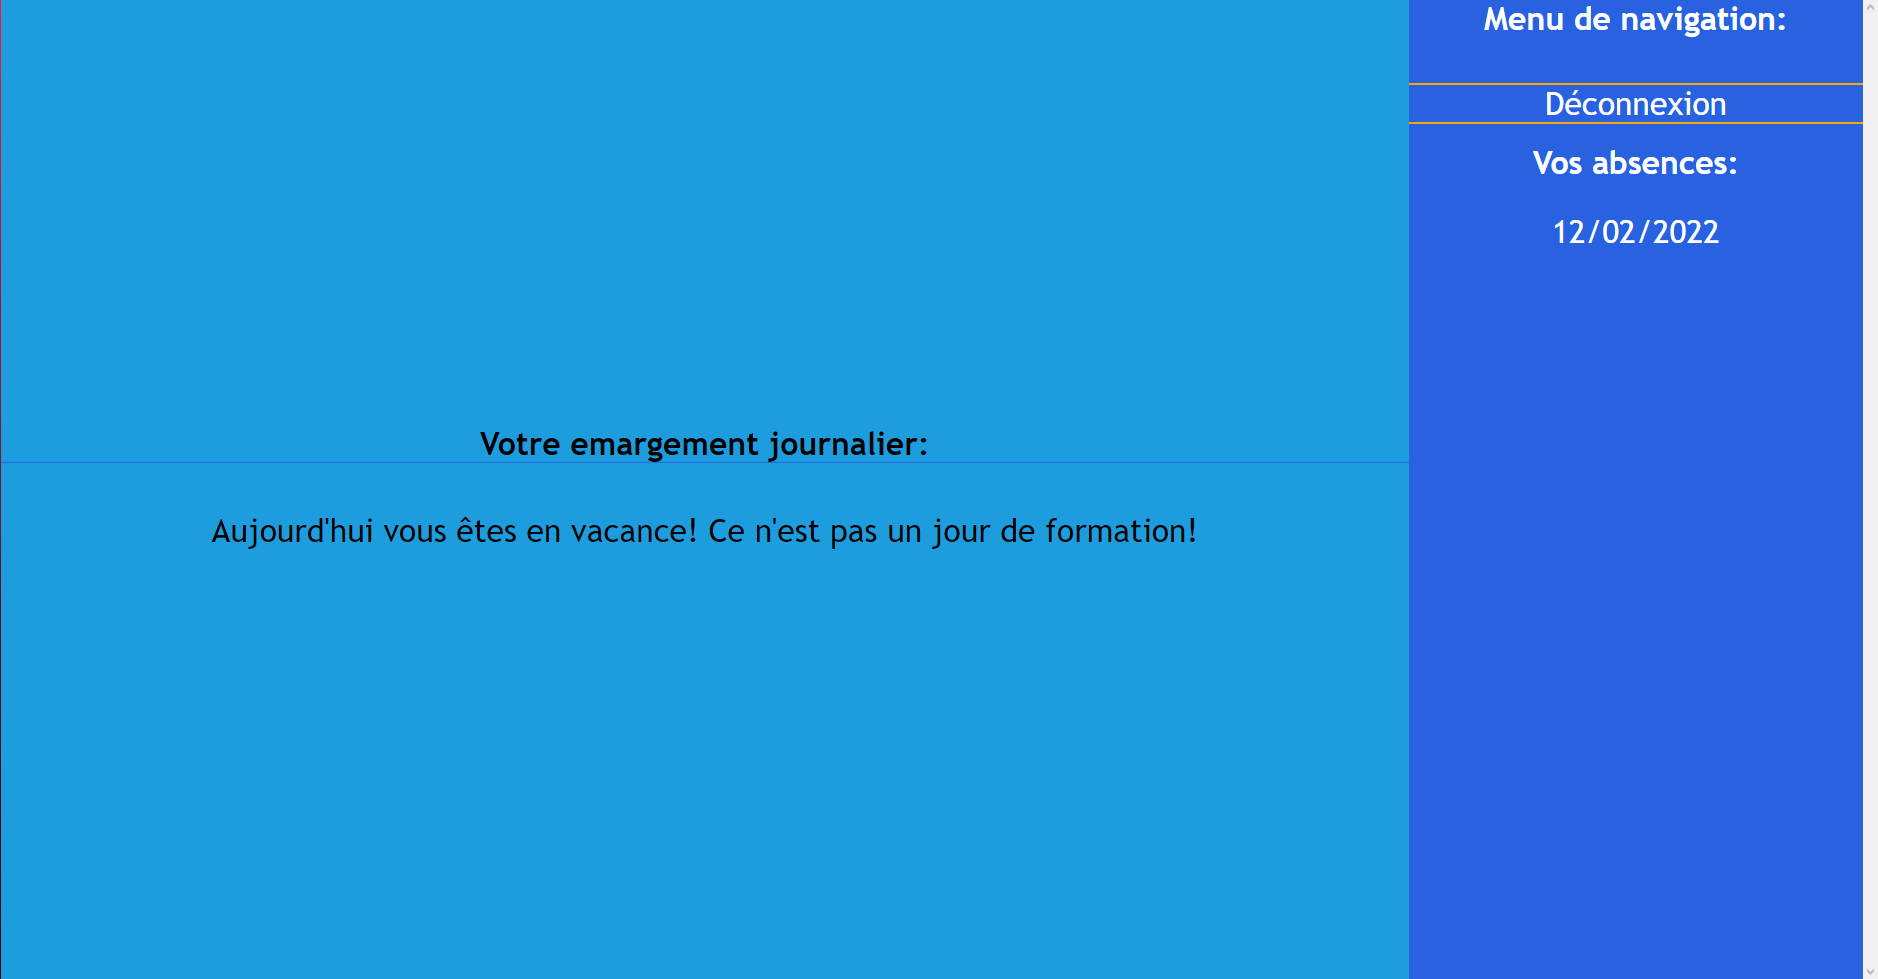 Menu de navigation:
Déconnexion
Vos absences:
12/02/2022
Votre emargement journalier:
Aujourd'hui vous êtes en vacance! Ce n'est pas un jour de formation!